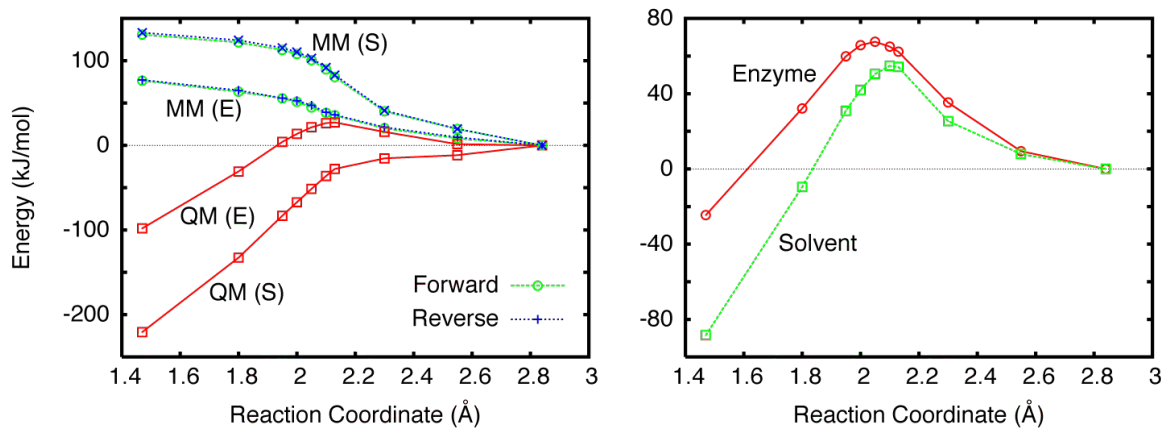 100
0
-100
-200
Energy (kJ/mol)
MM (S)
MM (E)
QM (E)
QM (S)
Forward
Reverse
1.4 1.6 1.8 2 2.2 2.4 2.6 2.8 3
Reaction Coordinate (Å)
80
40
0
-40
-80
Enzyme
Solvent
1.4 1.6 1.8 2 2.2 2.4 2.6 2.8 3
Reaction Coordinate (Å)